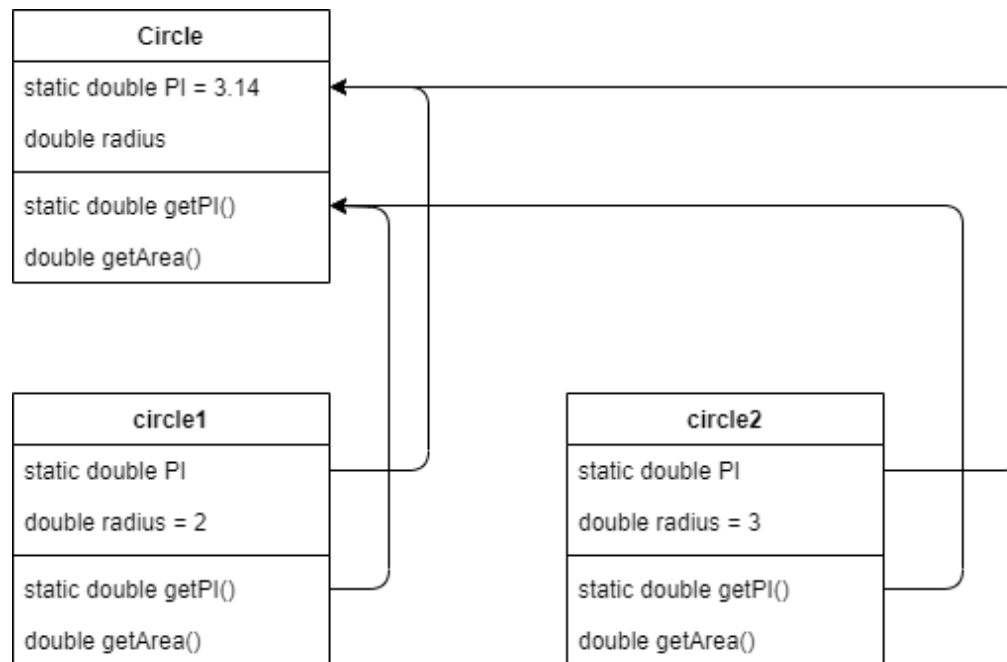 Circle
static double PI = 3.14
double radius
static double getPI()
double getArea()
circle1
static double PI
double radius = 2
static double getPI()
double getArea()
circle2
static double PI
double radius = 3
static double getPI()
double getArea()